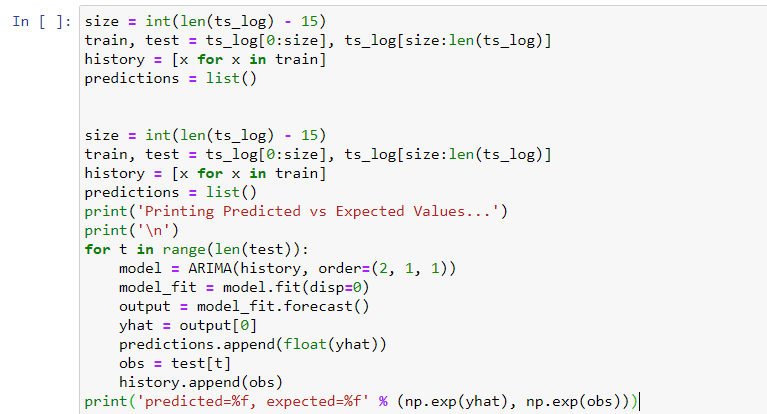 In [ ]: size = int(len(ts_log) - 15)
train, test = ts_log[0:size], ts_log[size:len(ts_log)]
history = [x for x in train]
predictions = list()
size = int(len(ts_log) - 15)
train, test = ts_log[0:size], ts_log[size:len(ts_log)]
history = [x for x in train]
predictions = list()
print('Printing Predicted vs Expected Values...')
print('\n')
for t in range(len(test)):
    model = ARIMA(history, order=(2, 1, 1))
    model_fit = model.fit(disp=0)
    output = model_fit.forecast()
    yhat = output[0]
    predictions.append(float(yhat))
    obs = test[t]
    history.append(obs)
print('predicted=%f, expected=%f' % (np.exp(yhat), np.exp(obs)))